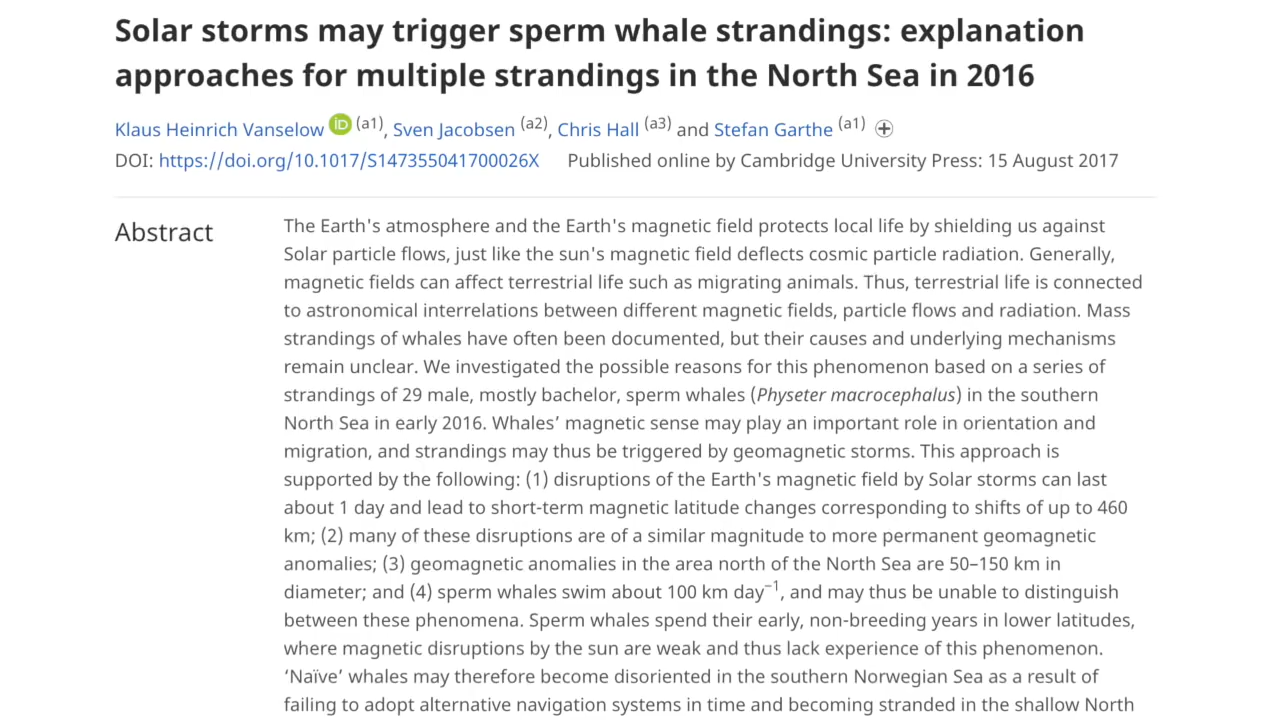 Solar storms may trigger sperm whale strandings: explanation
approaches for multiple strandings in the North Sea in 2016
Klaus Heinrich Vanselow iD (a1), Sven Jacobsen (a2), Chris Hall (a3) and Stefan Garthe (a1)
DOI: https://doi.org/10.1017/S147355041700026X Published online by Cambridge University Press: 15 August 2017
Abstract
The Earth's atmosphere and the Earth's magnetic field protects local life by shielding us against
Solar particle flows, just like the sun's magnetic field deflects cosmic particle radiation. Generally,
magnetic fields can affect terrestrial life such as migrating animals. Thus, terrestrial life is connected
to astronomical interrelations between different magnetic fields, particle flows and radiation. Mass
strandings of whales have often been documented, but their causes and underlying mechanisms
remain unclear. We investigated the possible reasons for this phenomenon based on a series of
strandings of 29 male, mostly bachelor, sperm whales (Physeter macrocephalus) in the southern
North Sea in early 2016. Whales’ magnetic sense may play an important role in orientation and
migration, and strandings may thus be triggered by geomagnetic storms. This approach is
supported by the following: (1) disruptions of the Earth's magnetic field by Solar storms can last
about 1 day and lead to short-term magnetic latitude changes corresponding to shifts of up to 460
km; (2) many of these disruptions are of a similar magnitude to more permanent geomagnetic
anomalies; (3) geomagnetic anomalies in the area north of the North Sea are 50–150 km in
diameter; and (4) sperm whales swim about 100 km day−1, and may thus be unable to distinguish
between these phenomena. Sperm whales spend their early, non-breeding years in lower latitudes,
where magnetic disruptions by the sun are weak and thus lack experience of this phenomenon.
‘Naïve’ whales may therefore become disoriented in the southern Norwegian Sea as a result of
failing to adopt alternative navigation systems in time and becoming stranded in the shallow North